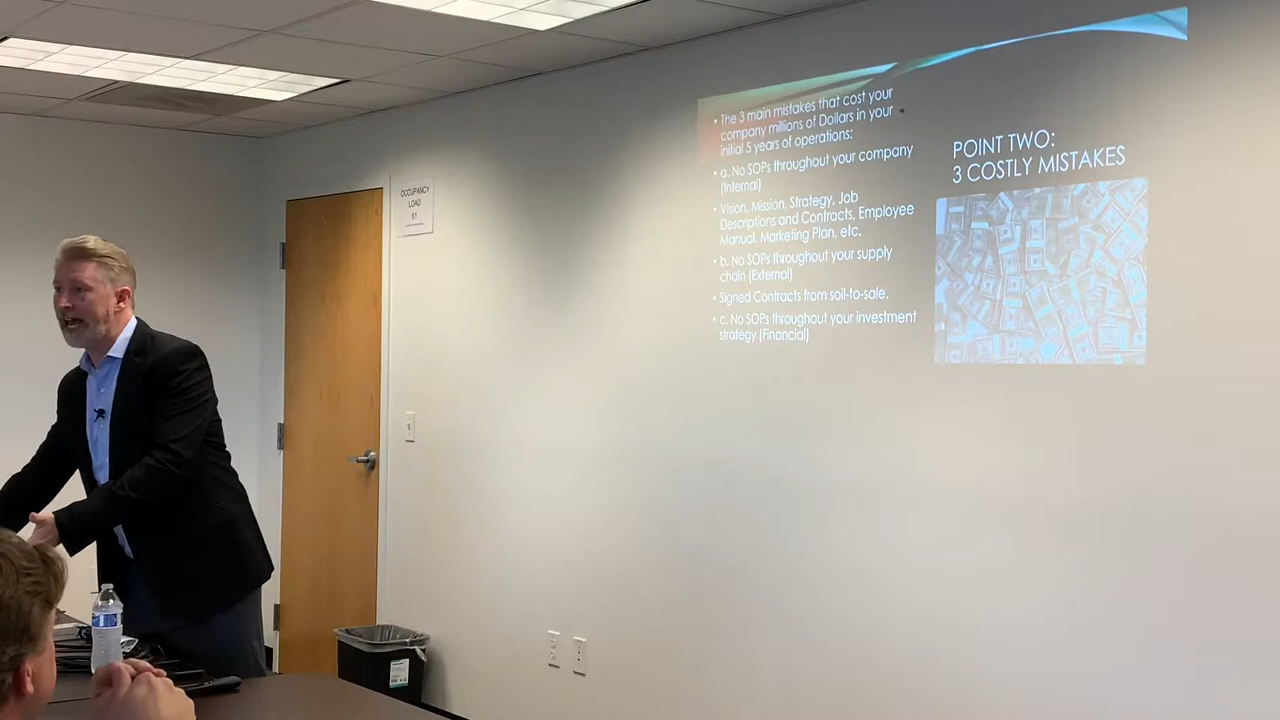 OCCUPANCY
LOAD
61
• The 3 main mistakes that cost your
company millions of Dollars in your
initial 5 years of operations:
• a. No SOPs throughout your company
(Internal)
• Vision, Mission, Strategy, Job
Descriptions and Contracts, Employee
Manual, Marketing Plan, etc.
• b. No SOPs throughout your supply
chain (External)
• Signed Contracts from soil-to-sale.
• c. No SOPs throughout your investment
strategy (Financial)
POINT TWO:
3 COSTLY MISTAKES